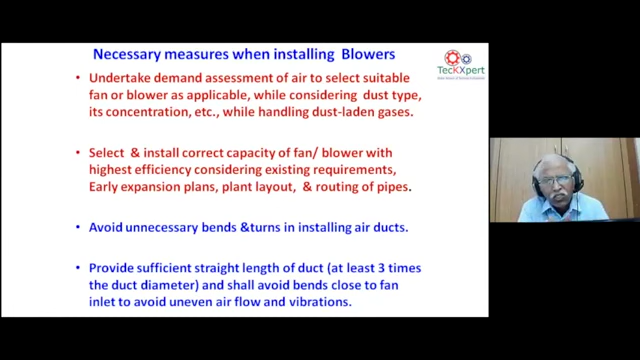 Necessary measures when installing Blowers
TecKXpert
Undertake demand assessment of air to select suitable
fan or blower as applicable, while considering dust type,
its concentration, etc., while handling dust-laden gases.
Select & install correct capacity of fan/ blower with
highest efficiency considering existing requirements,
Early expansion plans, plant layout, & routing of pipes.
Avoid unnecessary bends &turns in installing air ducts.
Provide sufficient straight length of duct (at least 3 times
the duct diameter) and shall avoid bends close to fan
inlet to avoid uneven air flow and vibrations.